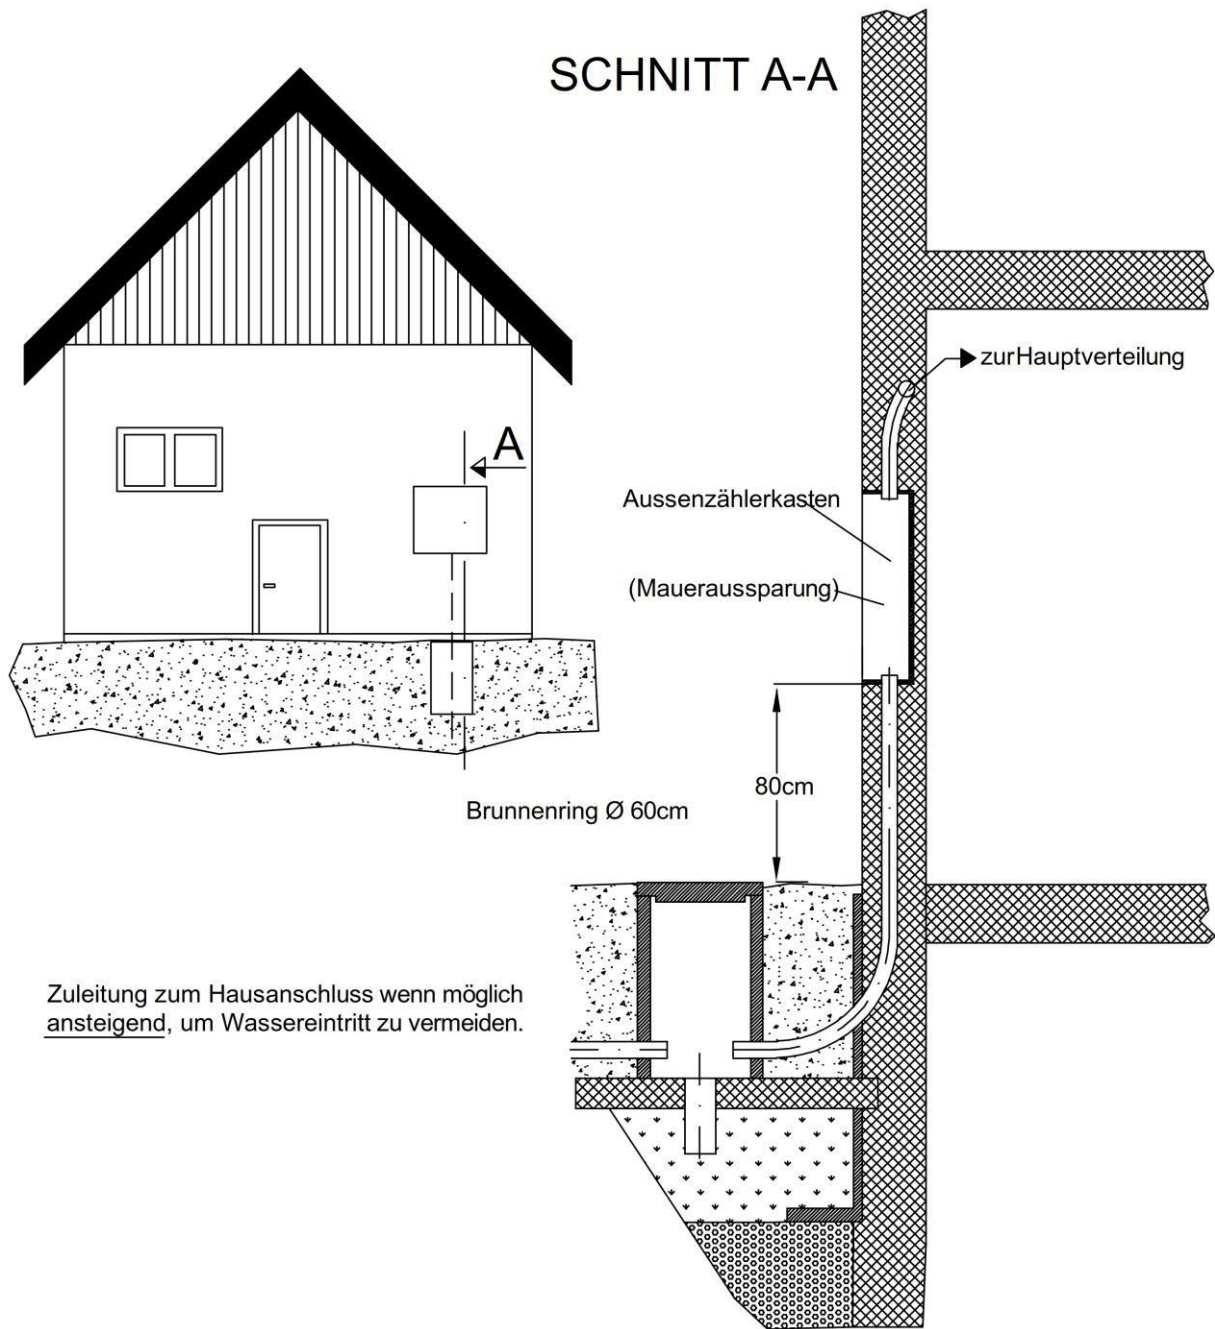 SCHNITT A-A
zurHauptverteilung
A
Aussenzählerkasten
(Maueraussparung)
80cm
Brunnenring Ø 60cm
Zuleitung zum Hausanschluss wenn möglich
ansteigend, um Wassereintritt zu vermeiden.